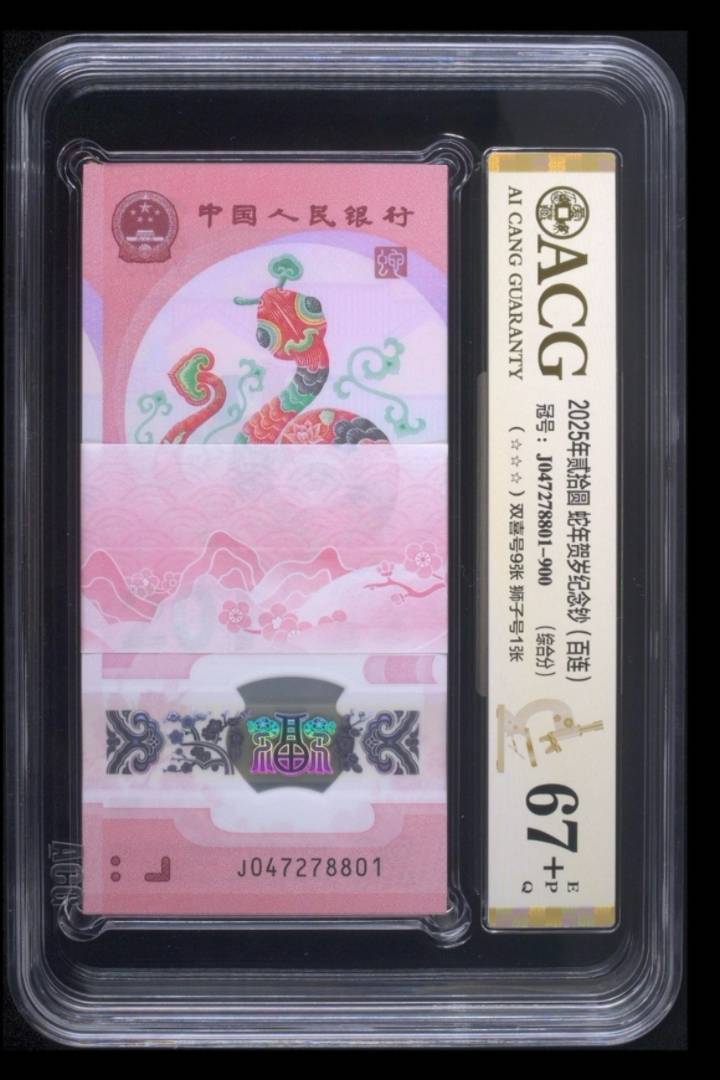 中国人民银行
J047278801
ACG
AI CANG GUARANTY
2025年贰拾圆 蛇年贺岁纪念钞（百连）
冠号：J047278801-900 （综合分）
（☆☆☆）双喜号9张 狮子号1张
67+
EPQ
ACG